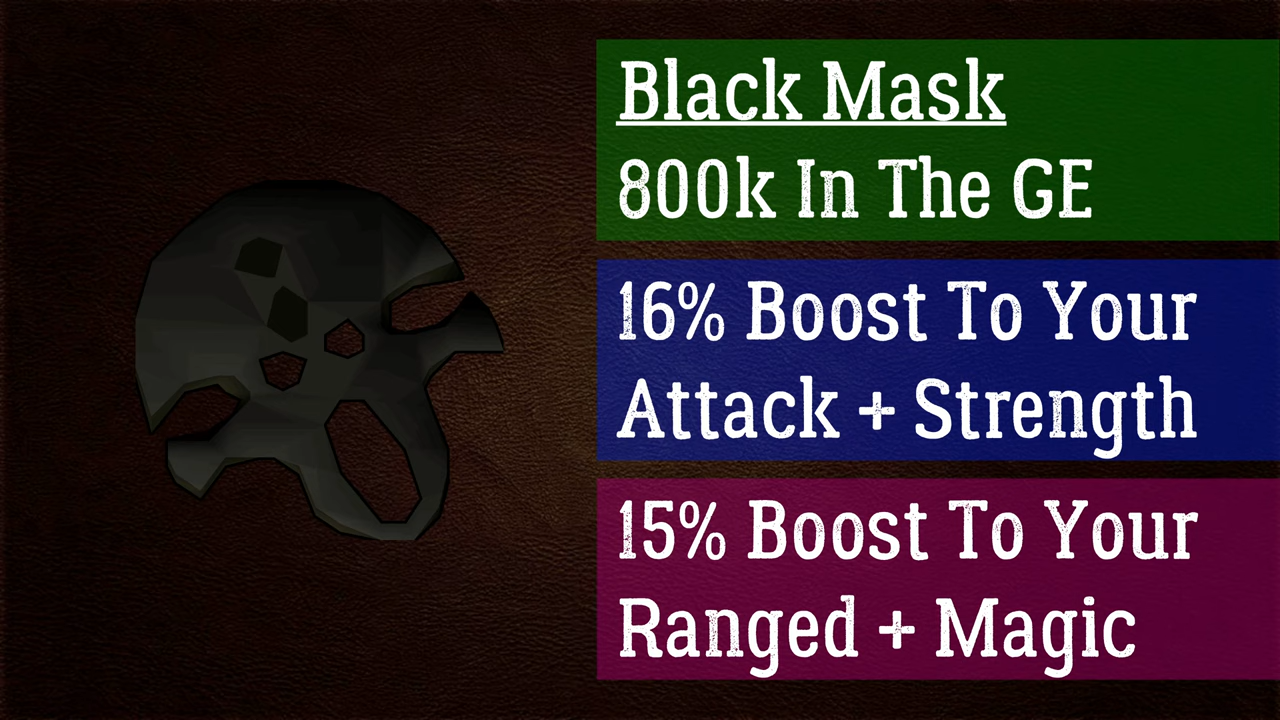 Black Mask
800k In The GE
16% Boost To Your
Attack + Strength
15% Boost To Your
Ranged + Magic